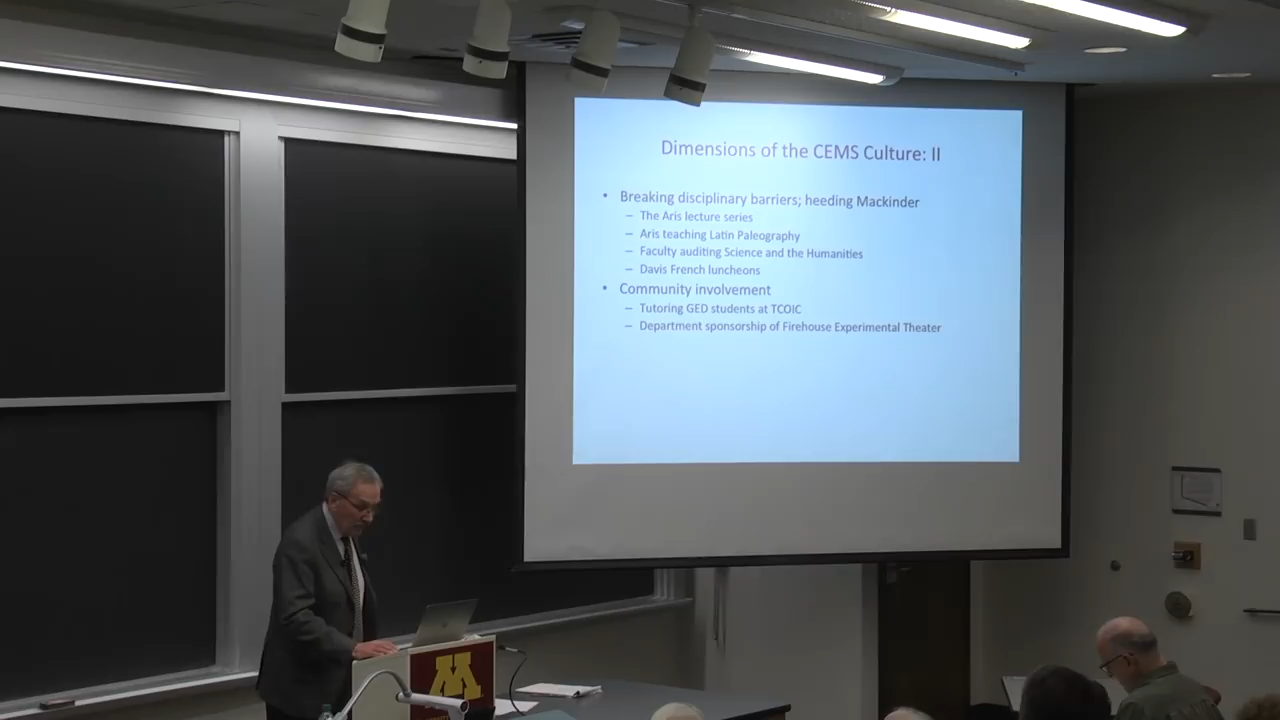 Dimensions of the CEMS Culture: II
• Breaking disciplinary barriers; heeding Mackinder
– The Aris lecture series
– Aris teaching Latin Paleography
– Faculty auditing Science and the Humanities
– Davis French luncheons
• Community involvement
– Tutoring GED students at TCOIC
– Department sponsorship of Firehouse Experimental Theater
M